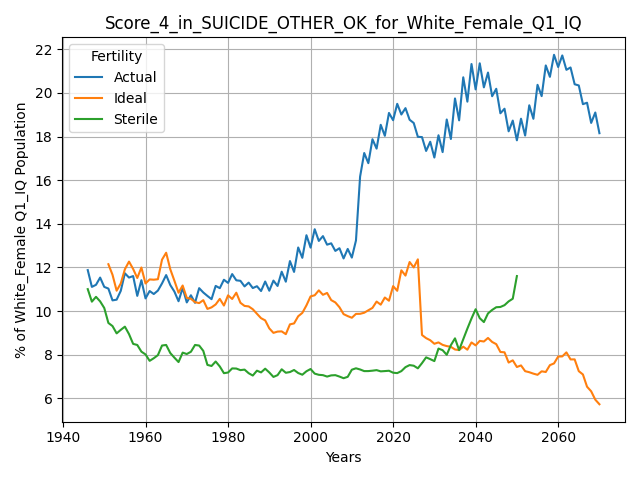 Score_4_in_SUICIDE_OTHER_OK_for_White_Female_Q1_IQ
% of White_Female Q1_IQ Population
22
20
18
16
14
12
10
8
6
Fertility
Actual
Ideal
Sterile
1940
1960
1980
2000
2020
2040
2060
Years